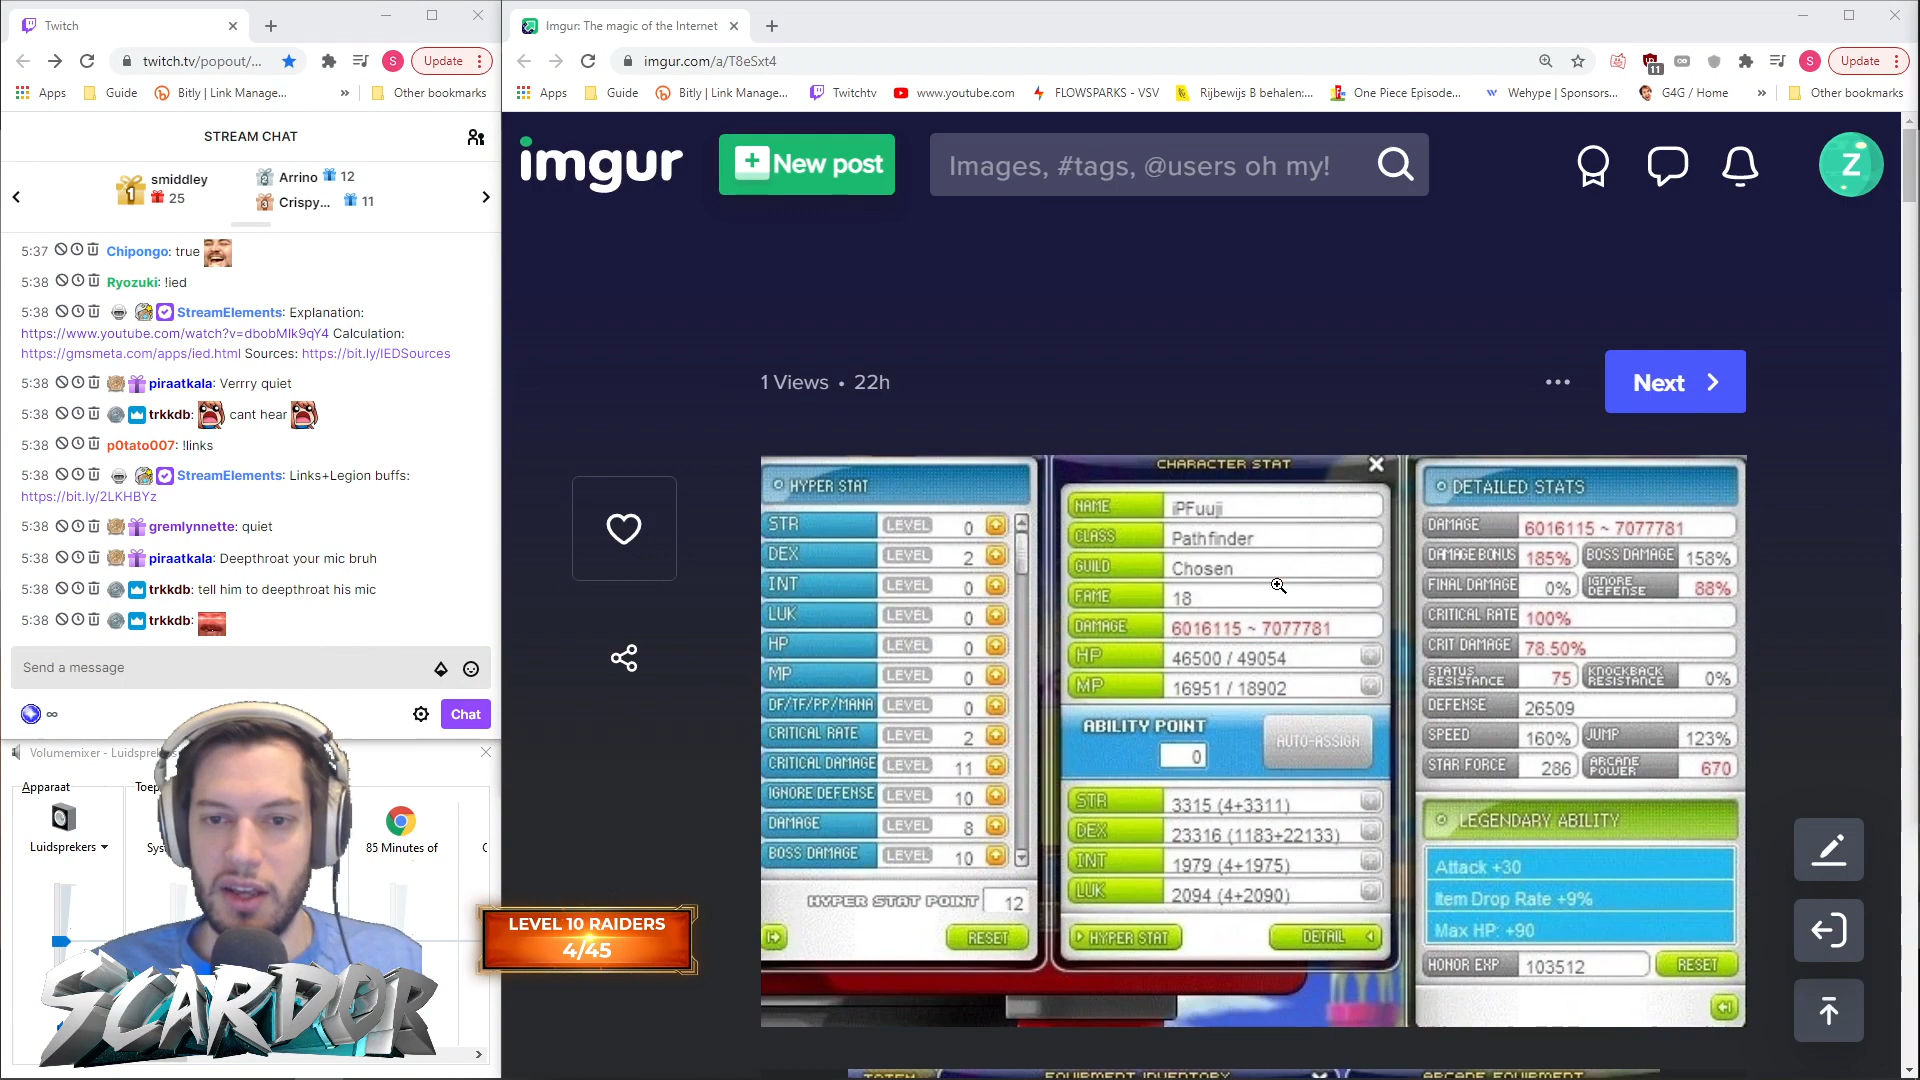 Twitch
Imgur: The magic of the Internet
twitch.tv/popout/...
S
Update
imgur.com/a/T8eSxt4
11
S
Update
Apps
Guide
Bitly | Link Manage...
»
Other bookmarks
Apps
Guide
Bitly | Link Manage...
Twitchtv
www.youtube.com
FLOWSPARKS - VSV
Rijbewijs B behalen:...
One Piece Episode...
Wehype | Sponsors...
G4G / Home
»
Other bookmarks
STREAM CHAT
1 smiddley
25
2 Arrino 12
3 Crispy... 11
5:37 Chipongo: true
5:38 Ryozuki: !ied
5:38 StreamElements: Explanation:
https://www.youtube.com/watch?v=dbobMlk9qY4 Calculation:
https://gmsmeta.com/apps/ied.html Sources: https://bit.ly/IEDSources
5:38 piraatkala: Verrry quiet
5:38 trkkdb: cant hear
5:38 p0tato007: !links
5:38 StreamElements: Links+Legion buffs:
https://bit.ly/2LKHBYz
5:38 gremlynnette: quiet
5:38 piraatkala: Deepthroat your mic bruh
5:38 trkkdb: tell him to deepthroat his mic
5:38 trkkdb:
Send a message
∞
Chat
Volumemixer - Luidspreke
Apparaat
Toep
Luidsprekers
Sys
85 Minutes of
SCARDOR
LEVEL 10 RAIDERS
4/45
imgur
New post
Images, #tags, @users oh my!
Z
1 Views • 22h
Next
HYPER STAT
STR LEVEL 0
DEX LEVEL 2
INT LEVEL 0
LUK LEVEL 0
HP LEVEL 0
MP LEVEL 0
DF/TF/PP/MANA LEVEL 0
CRITICAL RATE LEVEL 2
CRITICAL DAMAGE LEVEL 11
IGNORE DEFENSE LEVEL 10
DAMAGE LEVEL 8
BOSS DAMAGE LEVEL 10
HYPER STAT POINT 12
RESET
CHARACTER STAT
NAME iPFuuji
CLASS Pathfinder
GUILD Chosen
FAME 18
DAMAGE 6016115 ~ 7077781
HP 46500 / 49054
MP 16951 / 18902
ABILITY POINT
0
AUTO-ASSIGN
STR 3315 (4+3311)
DEX 23316 (1183+22133)
INT 1979 (4+1975)
LUK 2094 (4+2090)
HYPER STAT
DETAIL
DETAILED STATS
DAMAGE 6016115 ~ 7077781
DAMAGE BONUS 185% BOSS DAMAGE 158%
FINAL DAMAGE 0% IGNORE DEFENSE 88%
CRITICAL RATE 100%
CRIT DAMAGE 78.50%
STATUS RESISTANCE 75 KNOCKBACK RESISTANCE 0%
DEFENSE 26509
SPEED 160% JUMP 123%
STAR FORCE 286 ARCANE POWER 670
LEGENDARY ABILITY
Attack +30
Item Drop Rate +9%
Max HP: +90
HONOR EXP 103512
RESET
TOTEM
EQUIPMENT INVENTORY
ARCANE EQUIPMENT